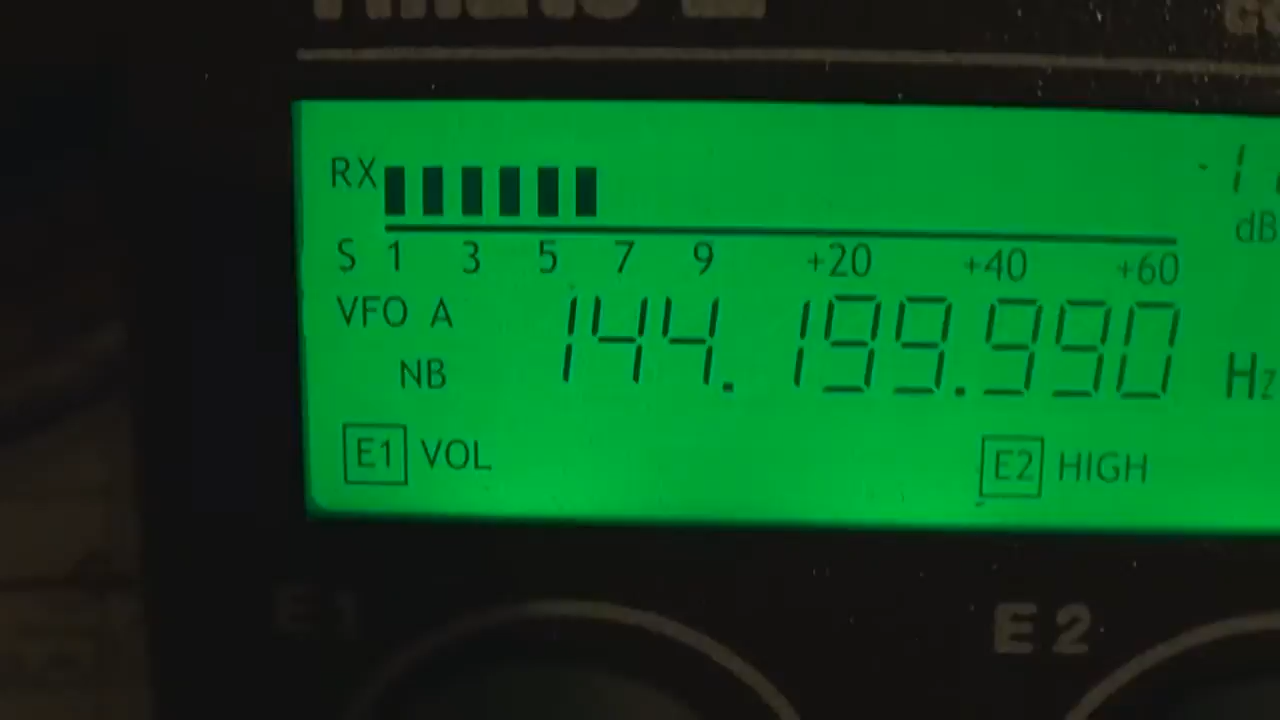 RX
dB
S 1 3 5 7 9 +20 +40 +60
VFO A 144.199.990 Hz
NB
E1 VOL E2 HIGH
E1 E2